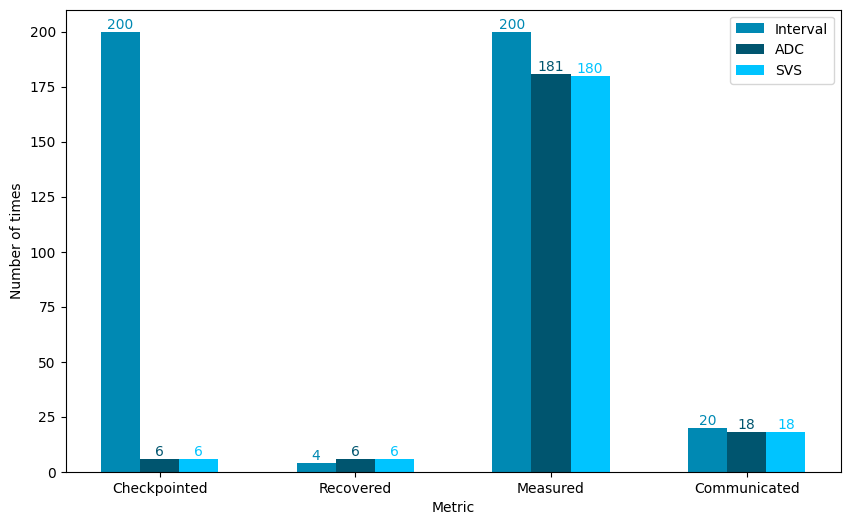 200
6
6
4
6
6
200
181
180
20
18
18
Interval
ADC
SVS
200
175
150
125
100
75
50
25
0
Number of times
Checkpointed
Recovered
Measured
Communicated
Metric